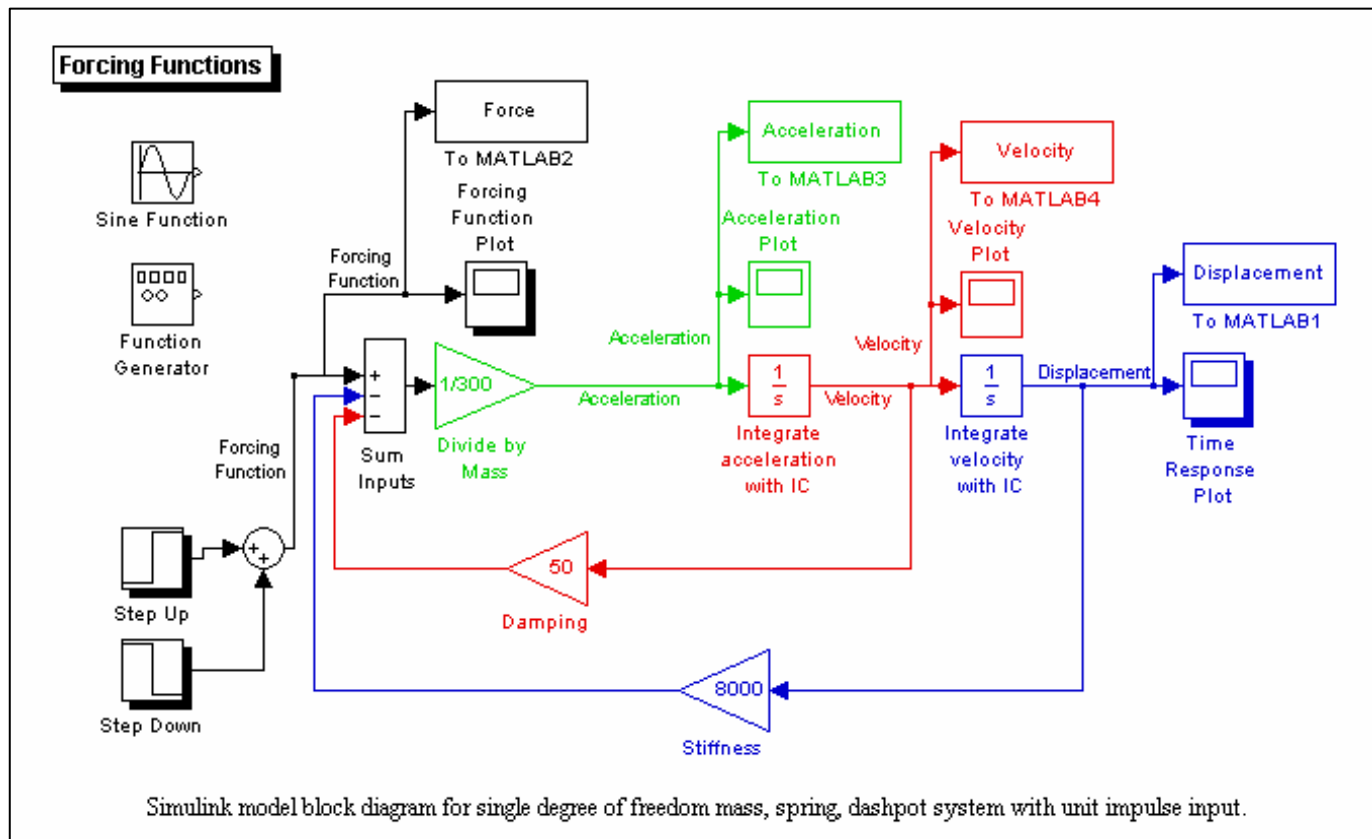 Forcing Functions
Force
To MATLAB2
Forcing
Function
Plot
Sine Function
Function
Generator
Forcing
Function
Acceleration
To MATLAB3
Acceleration
Plot
Velocity
To MATLAB4
Velocity
Plot
Displacement
To MATLAB1
Acceleration
Velocity
+
−
−
Sum
Inputs
1/300
Divide by
Mass
Acceleration
1
s
Integrate
acceleration
with IC
Velocity
1
s
Integrate
velocity
with IC
Displacement
Time
Response
Plot
Forcing
Function
+
+
Step Up
Step Down
50
Damping
8000
Stiffness
Simulink model block diagram for single degree of freedom mass, spring, dashpot system with unit impulse input.